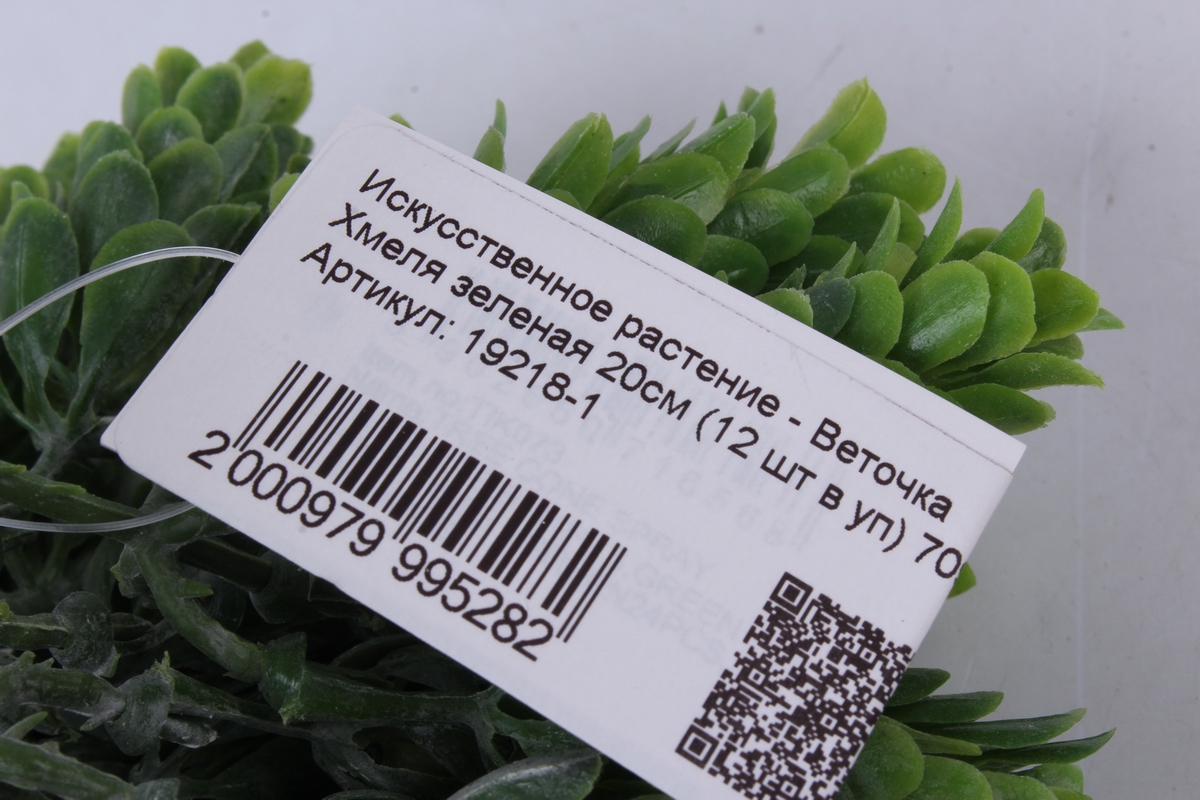 Искусственное растение - Веточка
Хмеля зеленая 20см (12 шт в уп) 70
Артикул: 19218-1
2 000979 995282